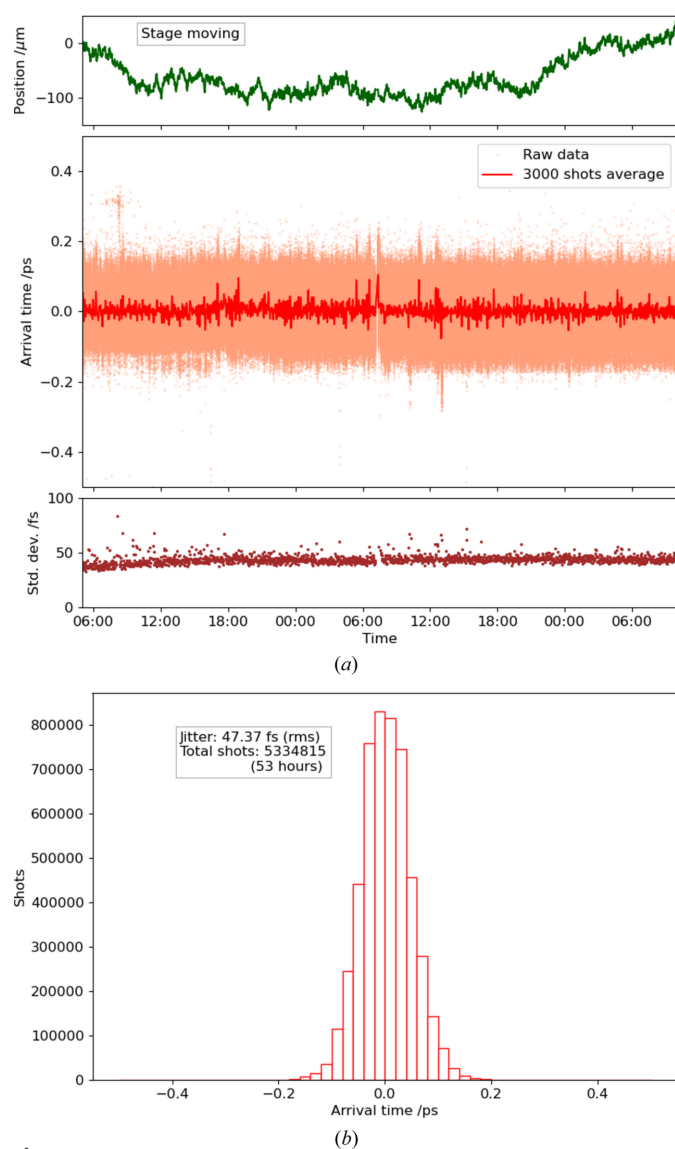 Stage moving
Position /μm
0
−100
Raw data
3000 shots average
Arrival time /ps
0.4
0.2
0.0
−0.2
−0.4
Std. dev. /fs
100
50
0
06:00 12:00 18:00 00:00 06:00 12:00 18:00 00:00 06:00
Time
(a)
Jitter: 47.37 fs (rms)
Total shots: 5334815
(53 hours)
Shots
800000
700000
600000
500000
400000
300000
200000
100000
0
−0.4 −0.2 0.0 0.2 0.4
Arrival time /ps
(b)